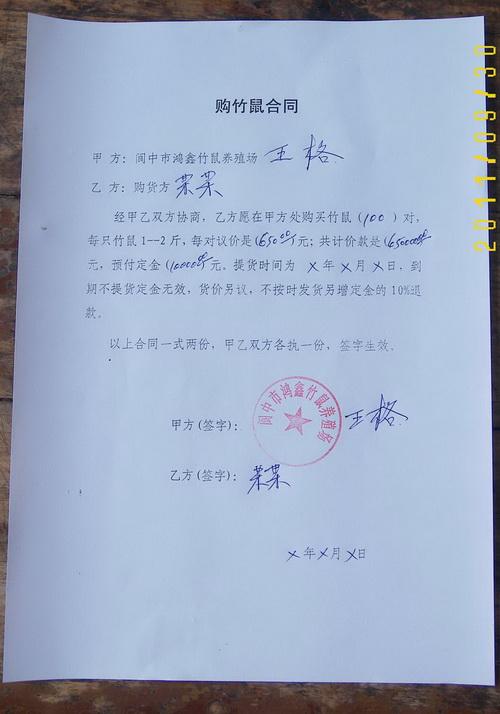 购竹鼠合同
甲 方：阆中市鸿鑫竹鼠养殖场 王格
乙 方：购货方 某某
经甲乙双方协商，乙方愿在甲方处购买竹鼠（100 ）对，
每只竹鼠1--2 斤，每对议价是（650.00元；共计价款是（65000.00
元，预付定金（10000.00元。提货时间为 X 年 X 月 X 日，到
期不提货定金无效，货价另议，不按时发货另增定金的 10%退
款。
以上合同一式两份，甲乙双方各执一份，签字生效。
阆中市鸿鑫竹鼠养殖场
甲方(签字)： 王格
乙方(签字)： 某某
X 年 X 月 X 日
2011/09/30